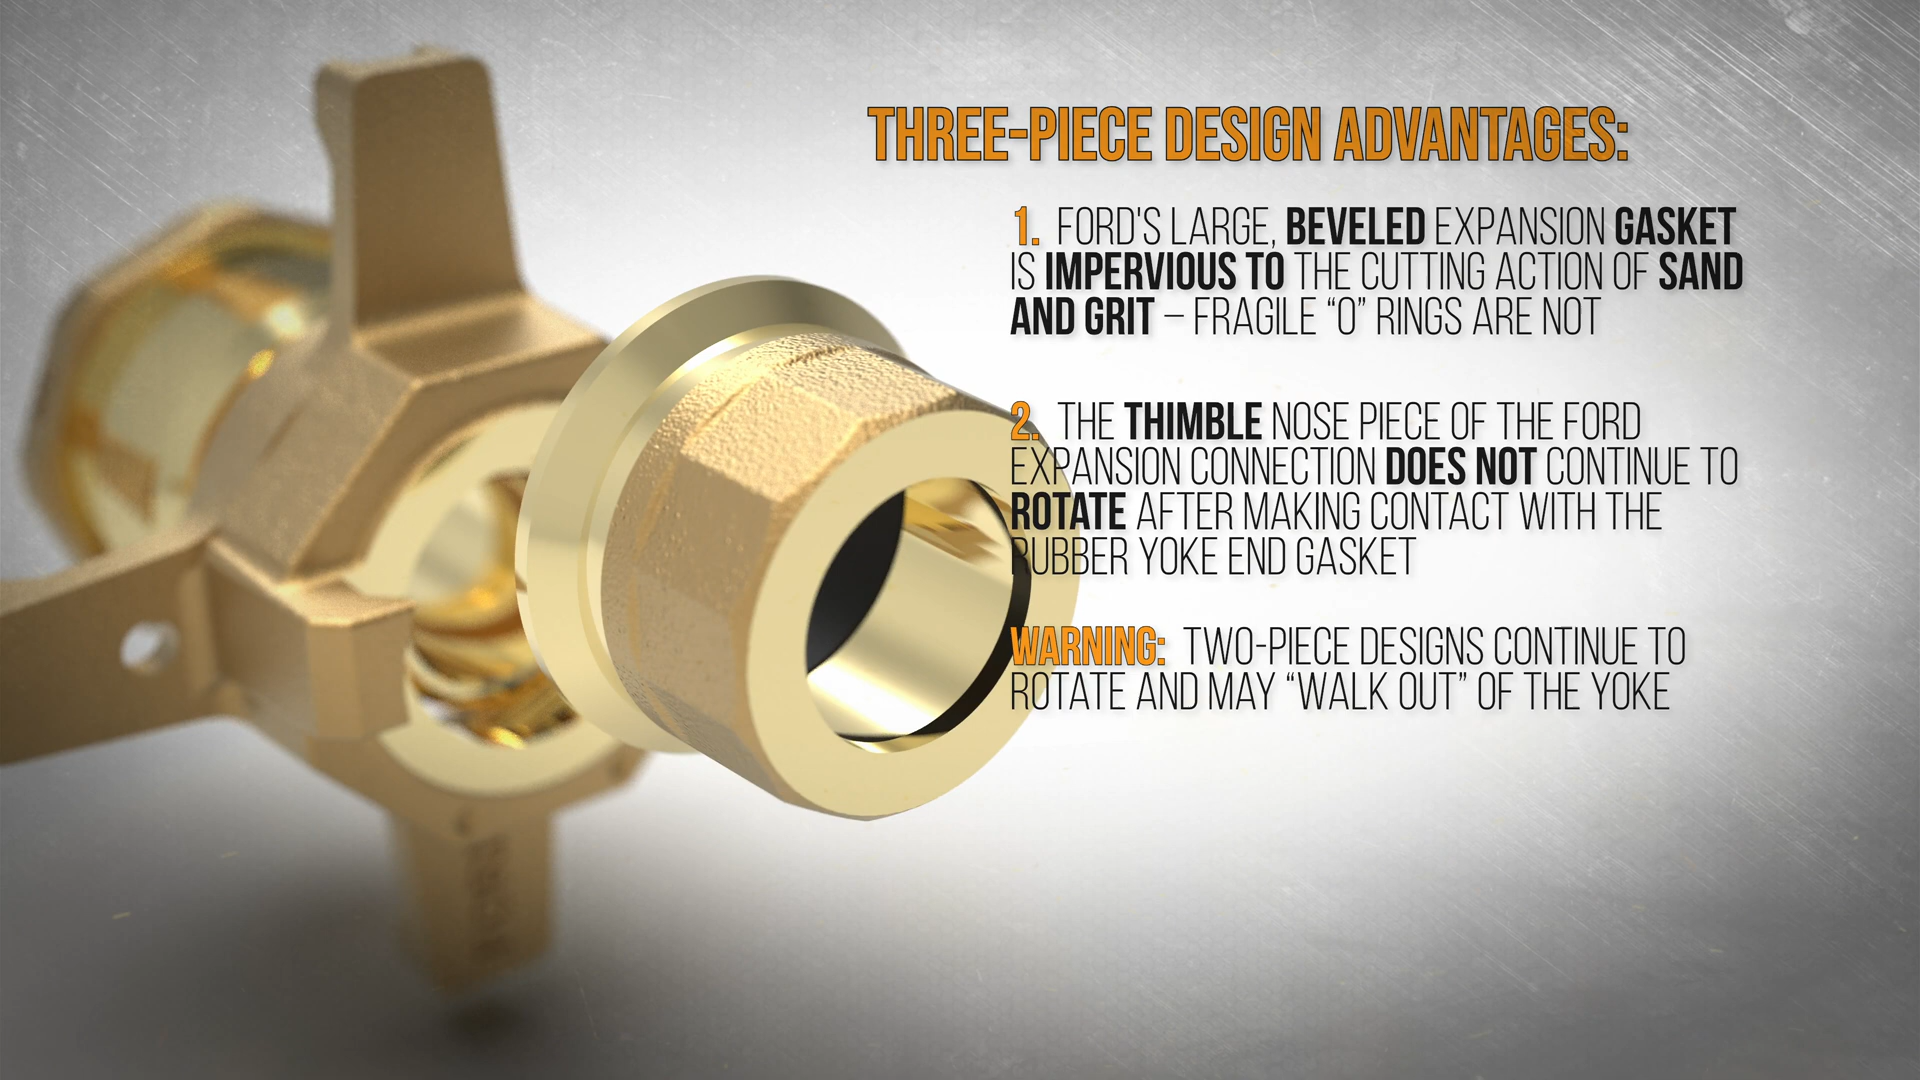 THREE-PIECE DESIGN ADVANTAGES:
1. FORD'S LARGE, BEVELED EXPANSION GASKET
IS IMPERVIOUS TO THE CUTTING ACTION OF SAND
AND GRIT – FRAGILE “O” RINGS ARE NOT
2. THE THIMBLE NOSE PIECE OF THE FORD
EXPANSION CONNECTION DOES NOT CONTINUE TO
ROTATE AFTER MAKING CONTACT WITH THE
RUBBER YOKE END GASKET
WARNING: TWO-PIECE DESIGNS CONTINUE TO
ROTATE AND MAY “WALK OUT” OF THE YOKE